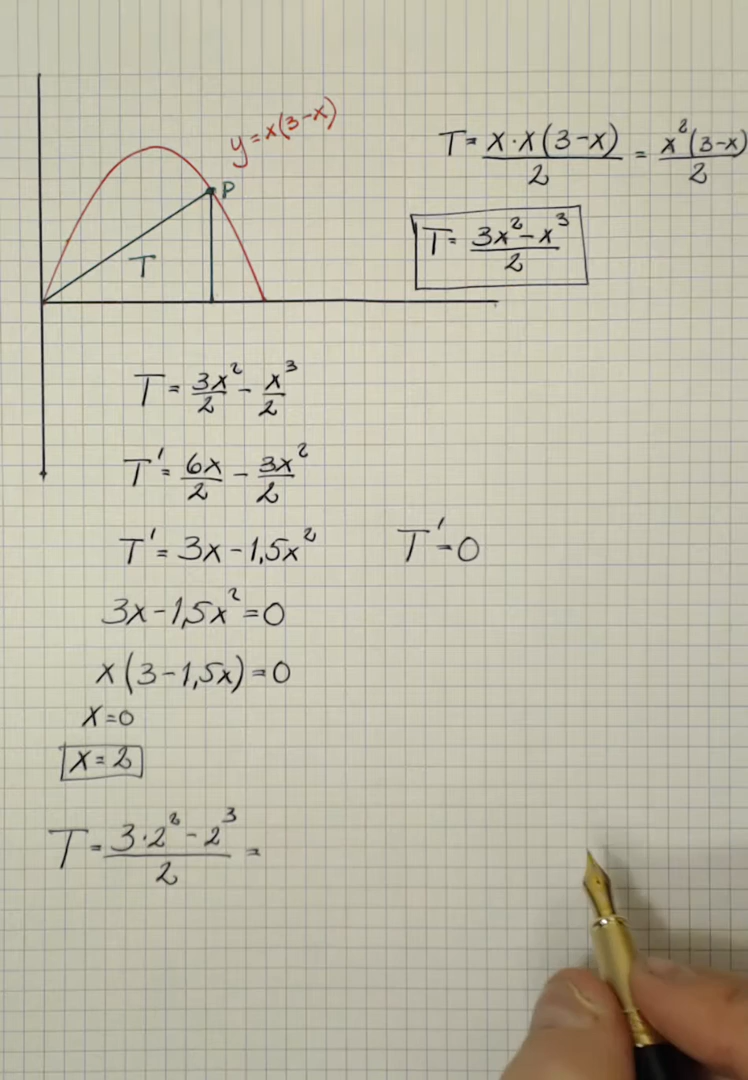 y=x(3-x)
P
T
T = x·x(3-x)/2 = x²(3-x)/2
T = 3x²-x³/2
T = 3x²/2 - x³/2
T' = 6x/2 - 3x²/2
T' = 3x - 1,5x²
T' = 0
3x - 1,5x² = 0
x(3 - 1,5x) = 0
x = 0
x = 2
T = 3·2² - 2³/2 =